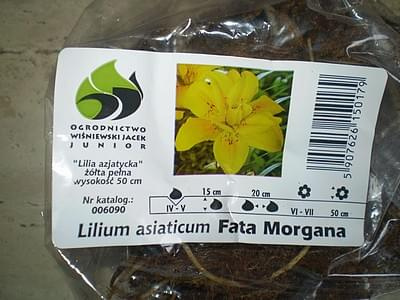 OGRODNICTWO
WIŚNIEWSKI JACEK
JUNIOR
"Lilia azjatycka"
żółta pełna
wysokość 50 cm
Nr katalog.:
006090
5 907626 150179
15 cm
20 cm
IV - V
VI - VII
50 cm
Lilium asiaticum Fata Morgana